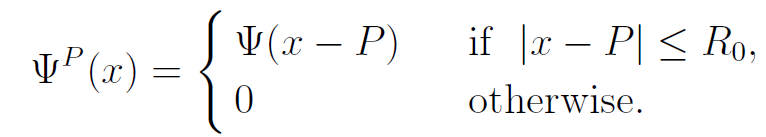 Ψ^P(x) = { Ψ(x − P) if |x − P| ≤ R_0,
0 otherwise.